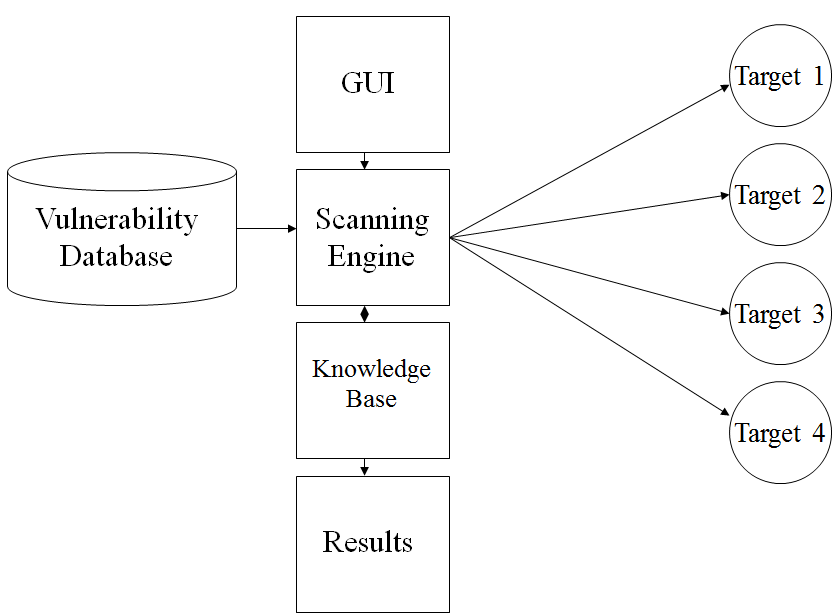 GUI
Vulnerability
Database
Scanning
Engine
Knowledge
Base
Results
Target 1
Target 2
Target 3
Target 4